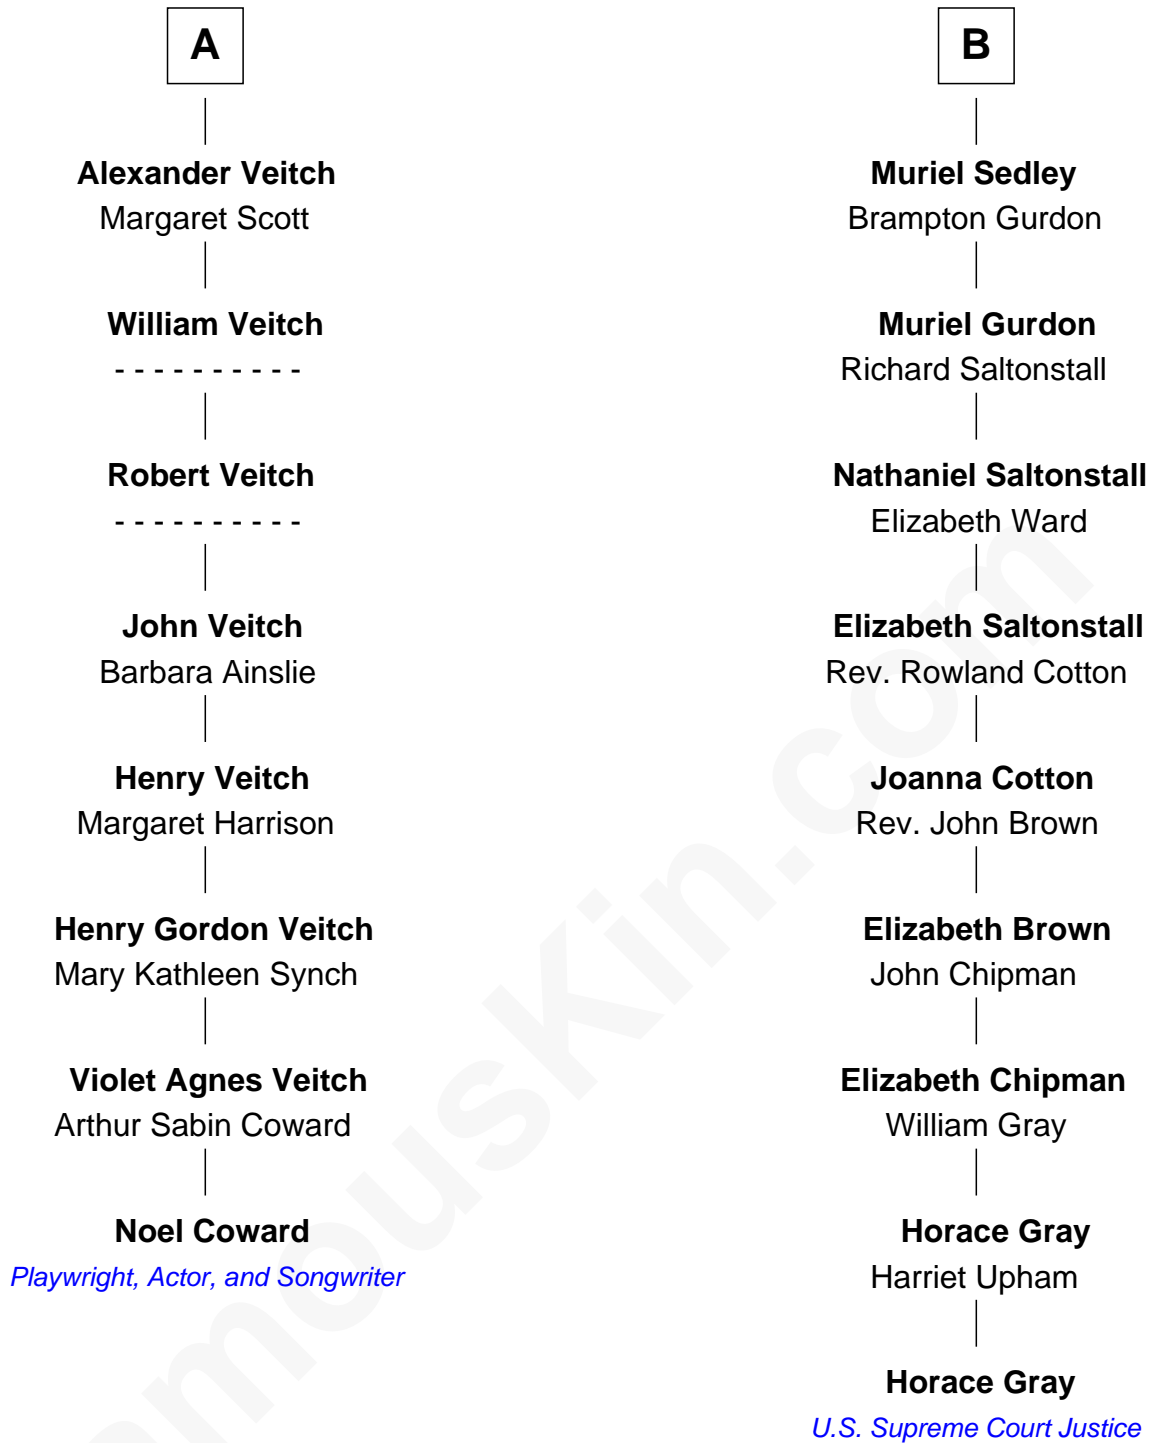 A
Alexander Veitch
Margaret Scott
William Veitch
- - - - - - - - - -
Robert Veitch
- - - - - - - - - -
John Veitch
Barbara Ainslie
Henry Veitch
Margaret Harrison
Henry Gordon Veitch
Mary Kathleen Synch
Violet Agnes Veitch
Arthur Sabin Coward
Noel Coward
Playwright, Actor, and Songwriter
B
Muriel Sedley
Brampton Gurdon
Muriel Gurdon
Richard Saltonstall
Nathaniel Saltonstall
Elizabeth Ward
Elizabeth Saltonstall
Rev. Rowland Cotton
Joanna Cotton
Rev. John Brown
Elizabeth Brown
John Chipman
Elizabeth Chipman
William Gray
Horace Gray
Harriet Upham
Horace Gray
U.S. Supreme Court Justice
amousKin.com